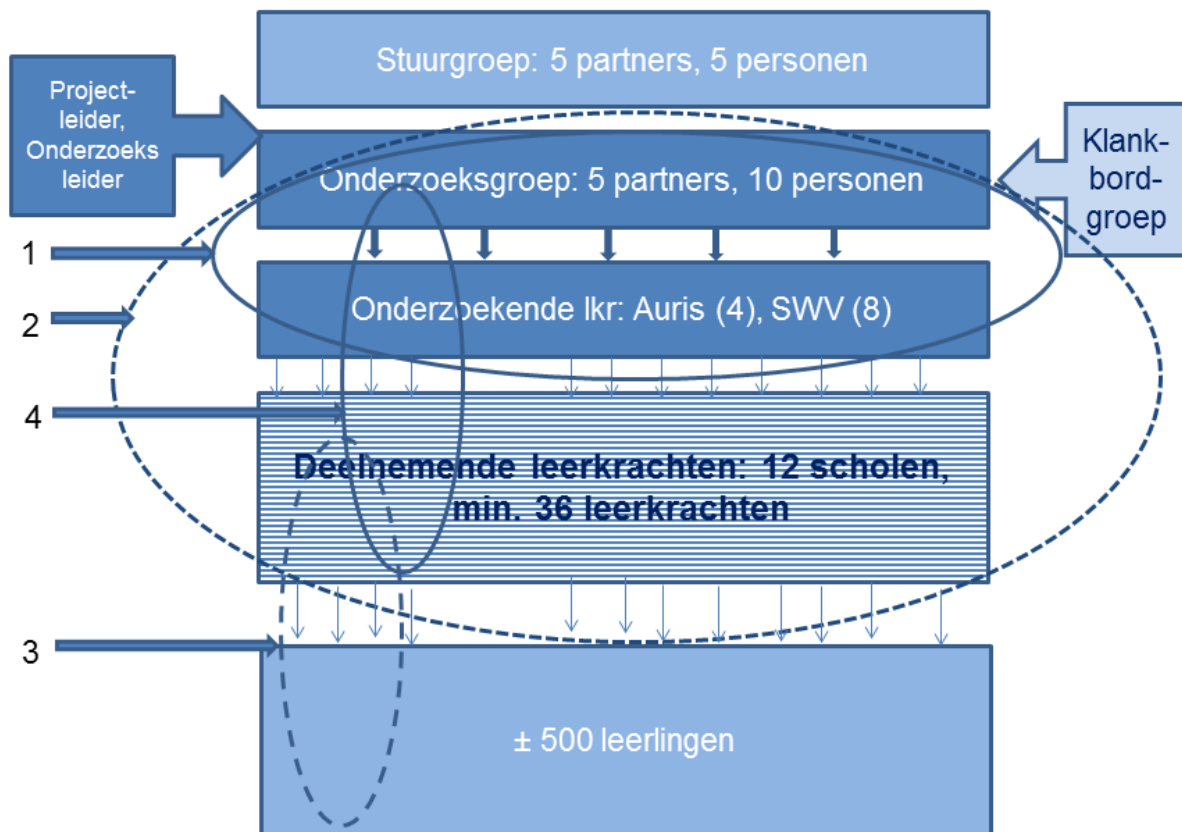 Stuurgroep: 5 partners, 5 personen
Project-
leider,
Onderzoeks
leider
Klank-
bord-
groep
Onderzoeksgroep: 5 partners, 10 personen
1
Onderzoekende lkr: Auris (4), SWV (8)
2
4
Deelnemende leerkrachten: 12 scholen,
min. 36 leerkrachten
3
± 500 leerlingen